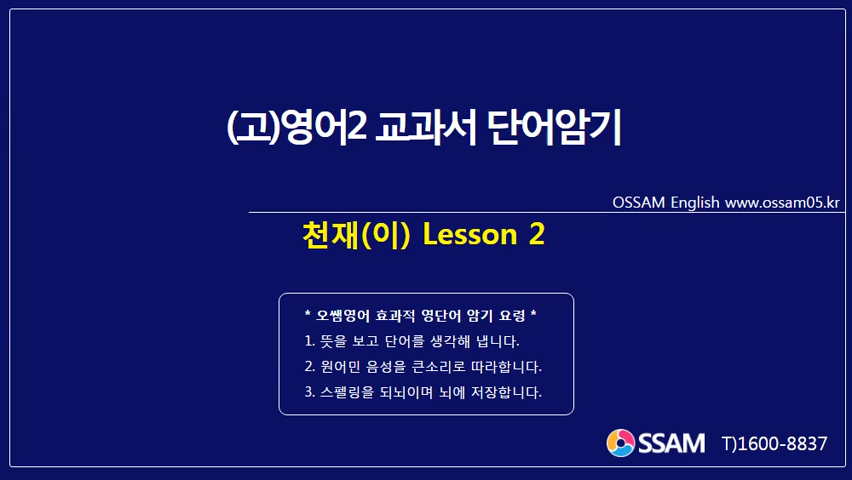 (고)영어2 교과서 단어암기
OSSAM English www.ossam05.kr
천재(이) Lesson 2
* 오쌤영어 효과적 영단어 암기 요령 *
1. 뜻을 보고 단어를 생각해 냅니다.
2. 원어민 음성을 큰소리로 따라합니다.
3. 스펠링을 되뇌이며 뇌에 저장합니다.
OSSAM T)1600-8837